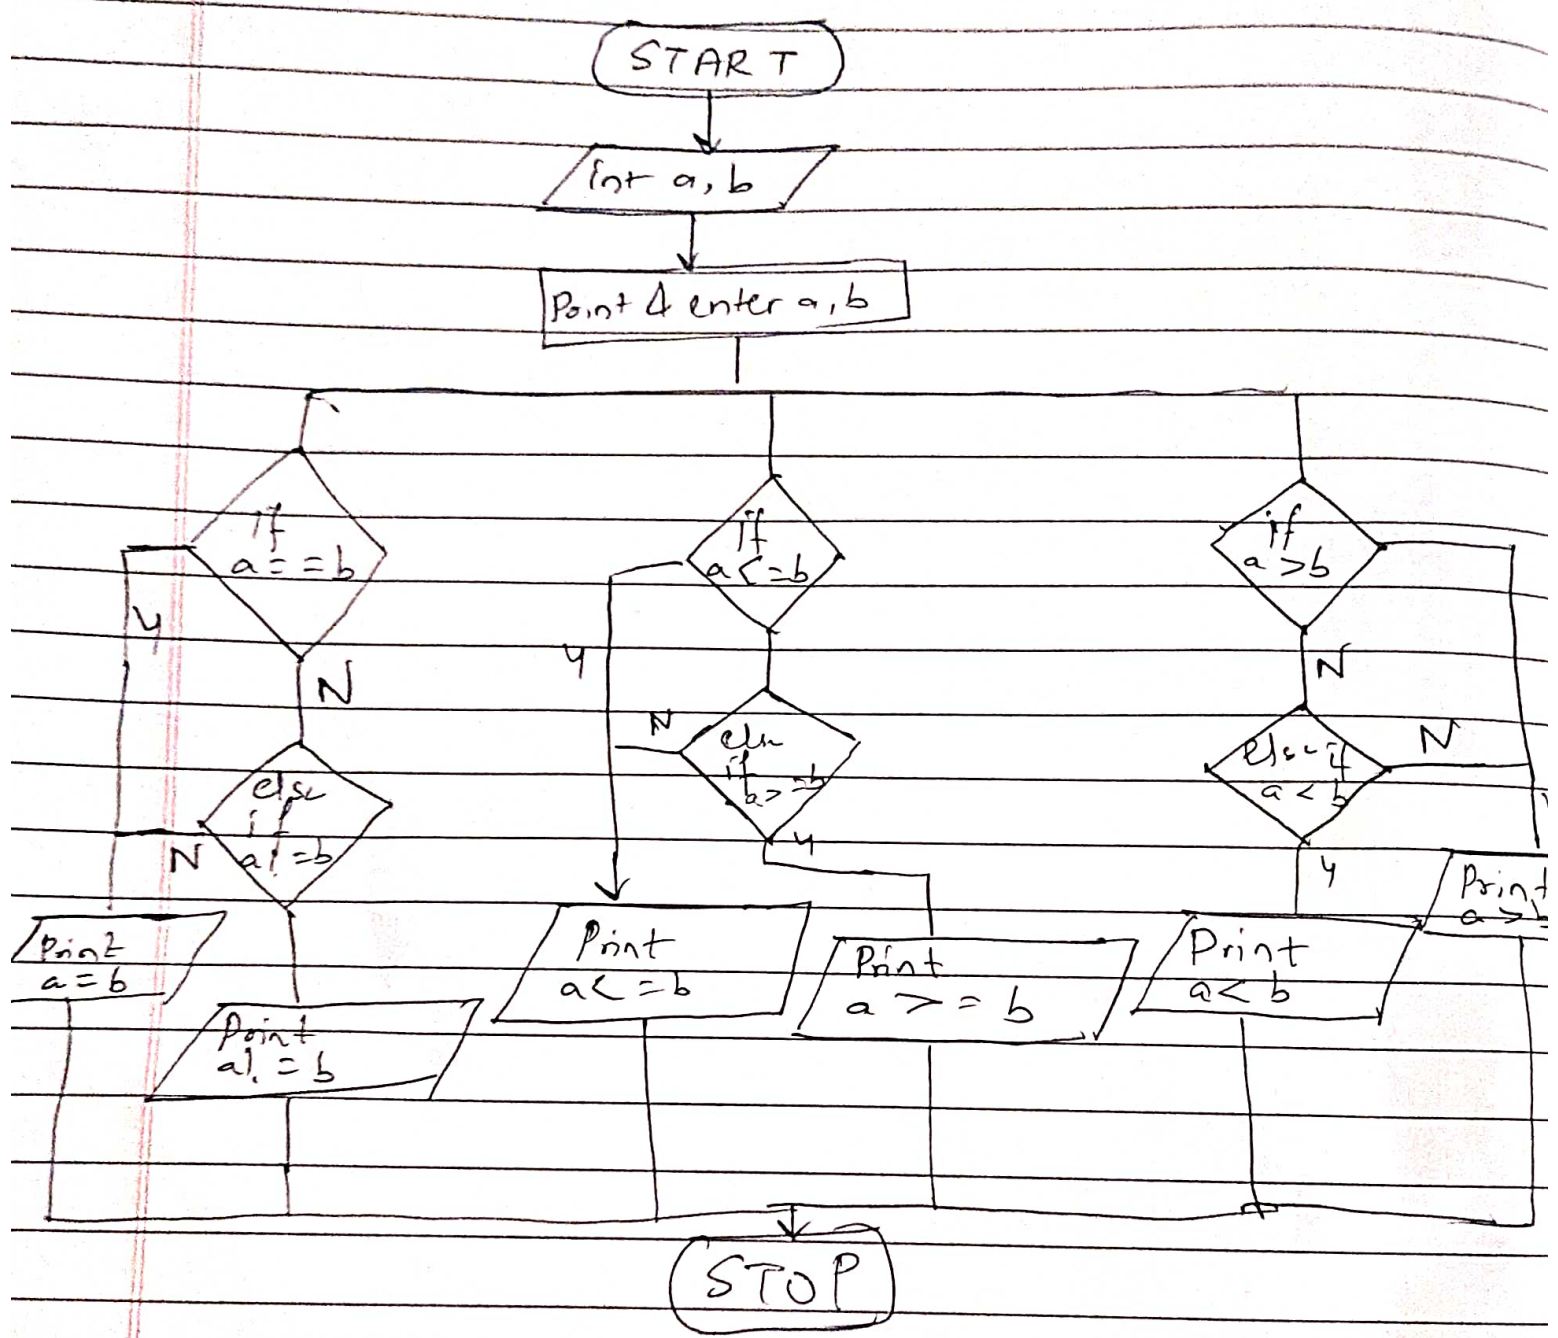 START
int a, b
Print & enter a, b
if
a = = b
Y
N
else
if
a! = b
N
Print
a = b
Print
a! = b
if
a < = b
Y
N
else
if
a > = b
Y
Print
a < = b
Print
a > = b
if
a > b
N
else if
a < b
N
Y
Print
a < b
Print
a > b
STOP